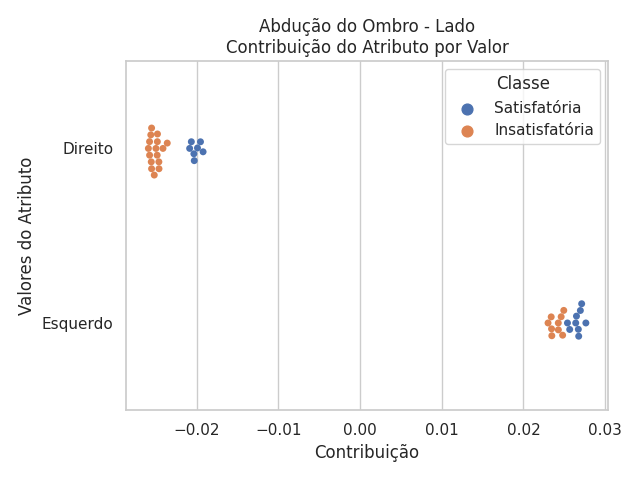 Abdução do Ombro - Lado
Contribuição do Atributo por Valor
Classe
Satisfatória
Insatisfatória
Valores do Atributo
Direito
Esquerdo
−0.02 −0.01 0.00 0.01 0.02 0.03
Contribuição